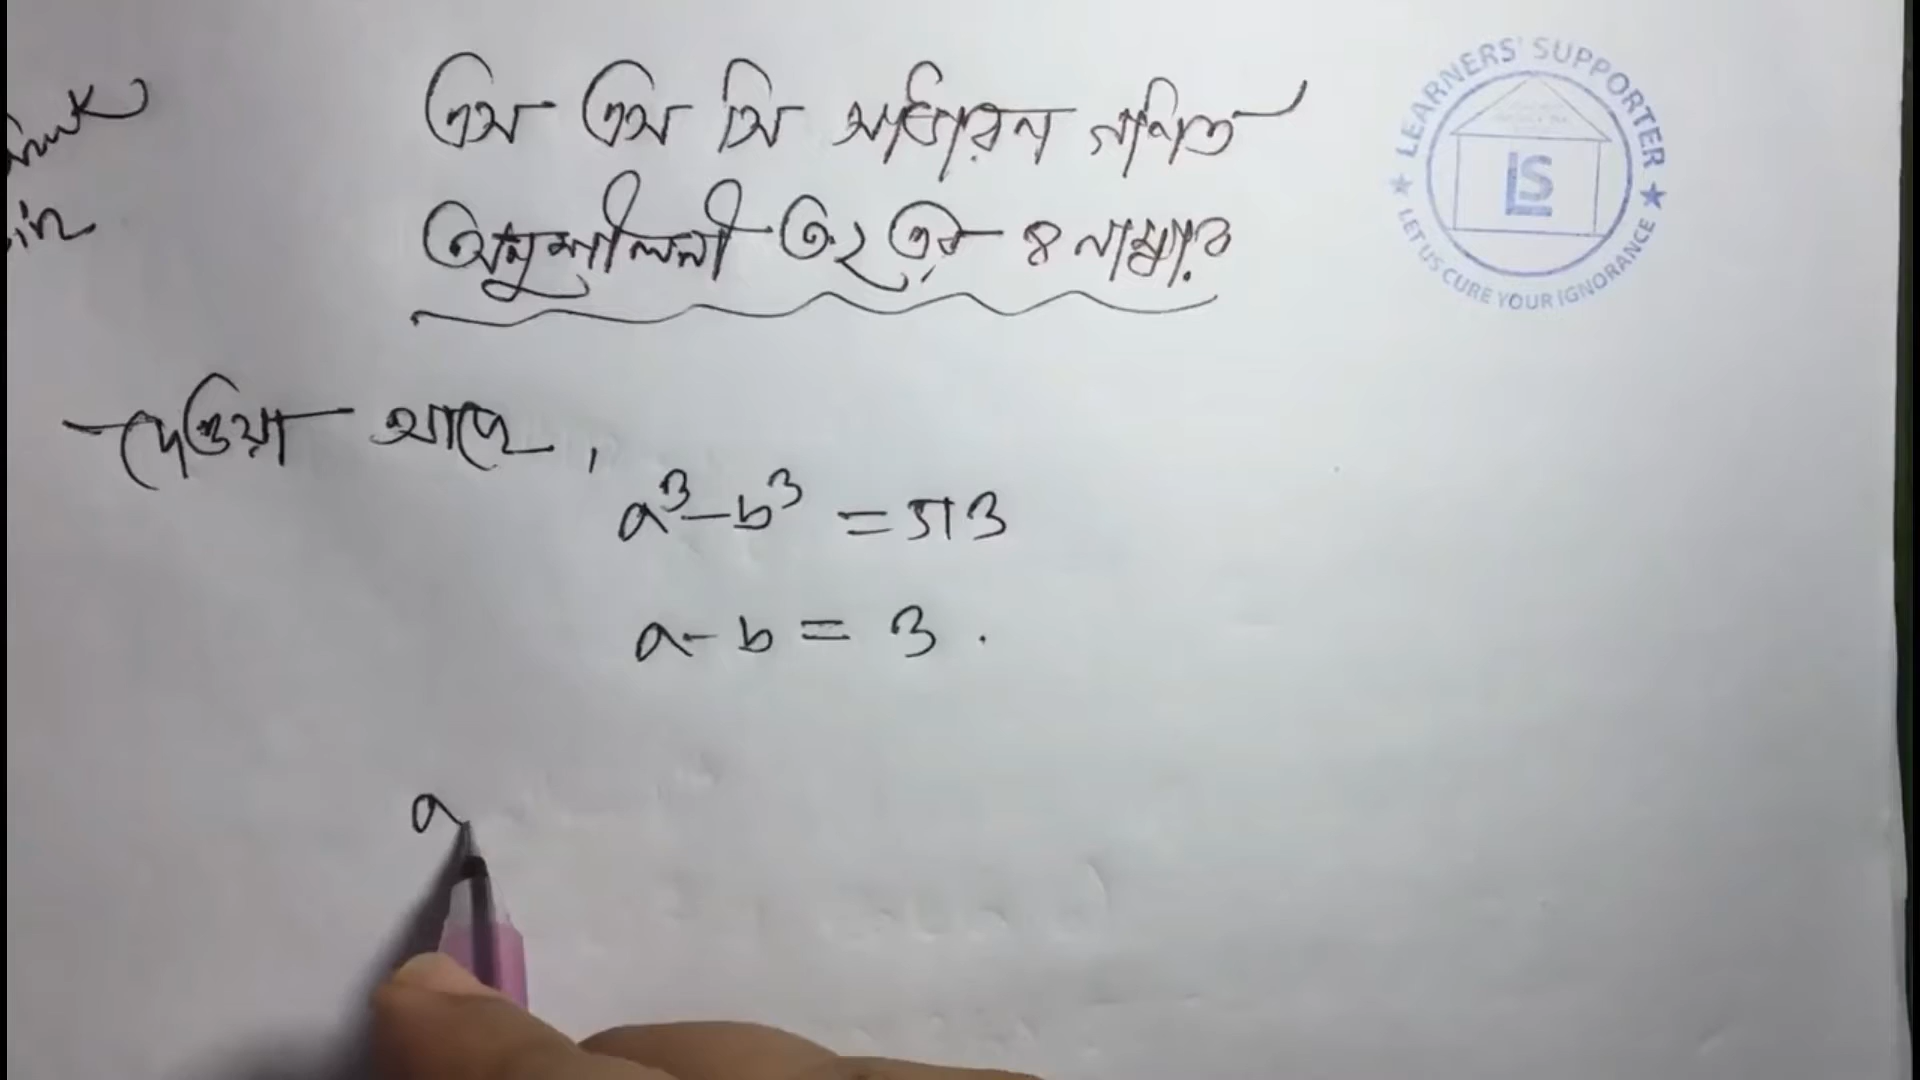 এস এস সি সাধারন গণিত
অনুশীলনী ৩.২ এর ৪ নাম্বার
LEARNERS' SUPPORTER
LS
LET US CURE YOUR IGNORANCE
দেওয়া আছে,
a³-b³ = 513
a-b = 3.
a